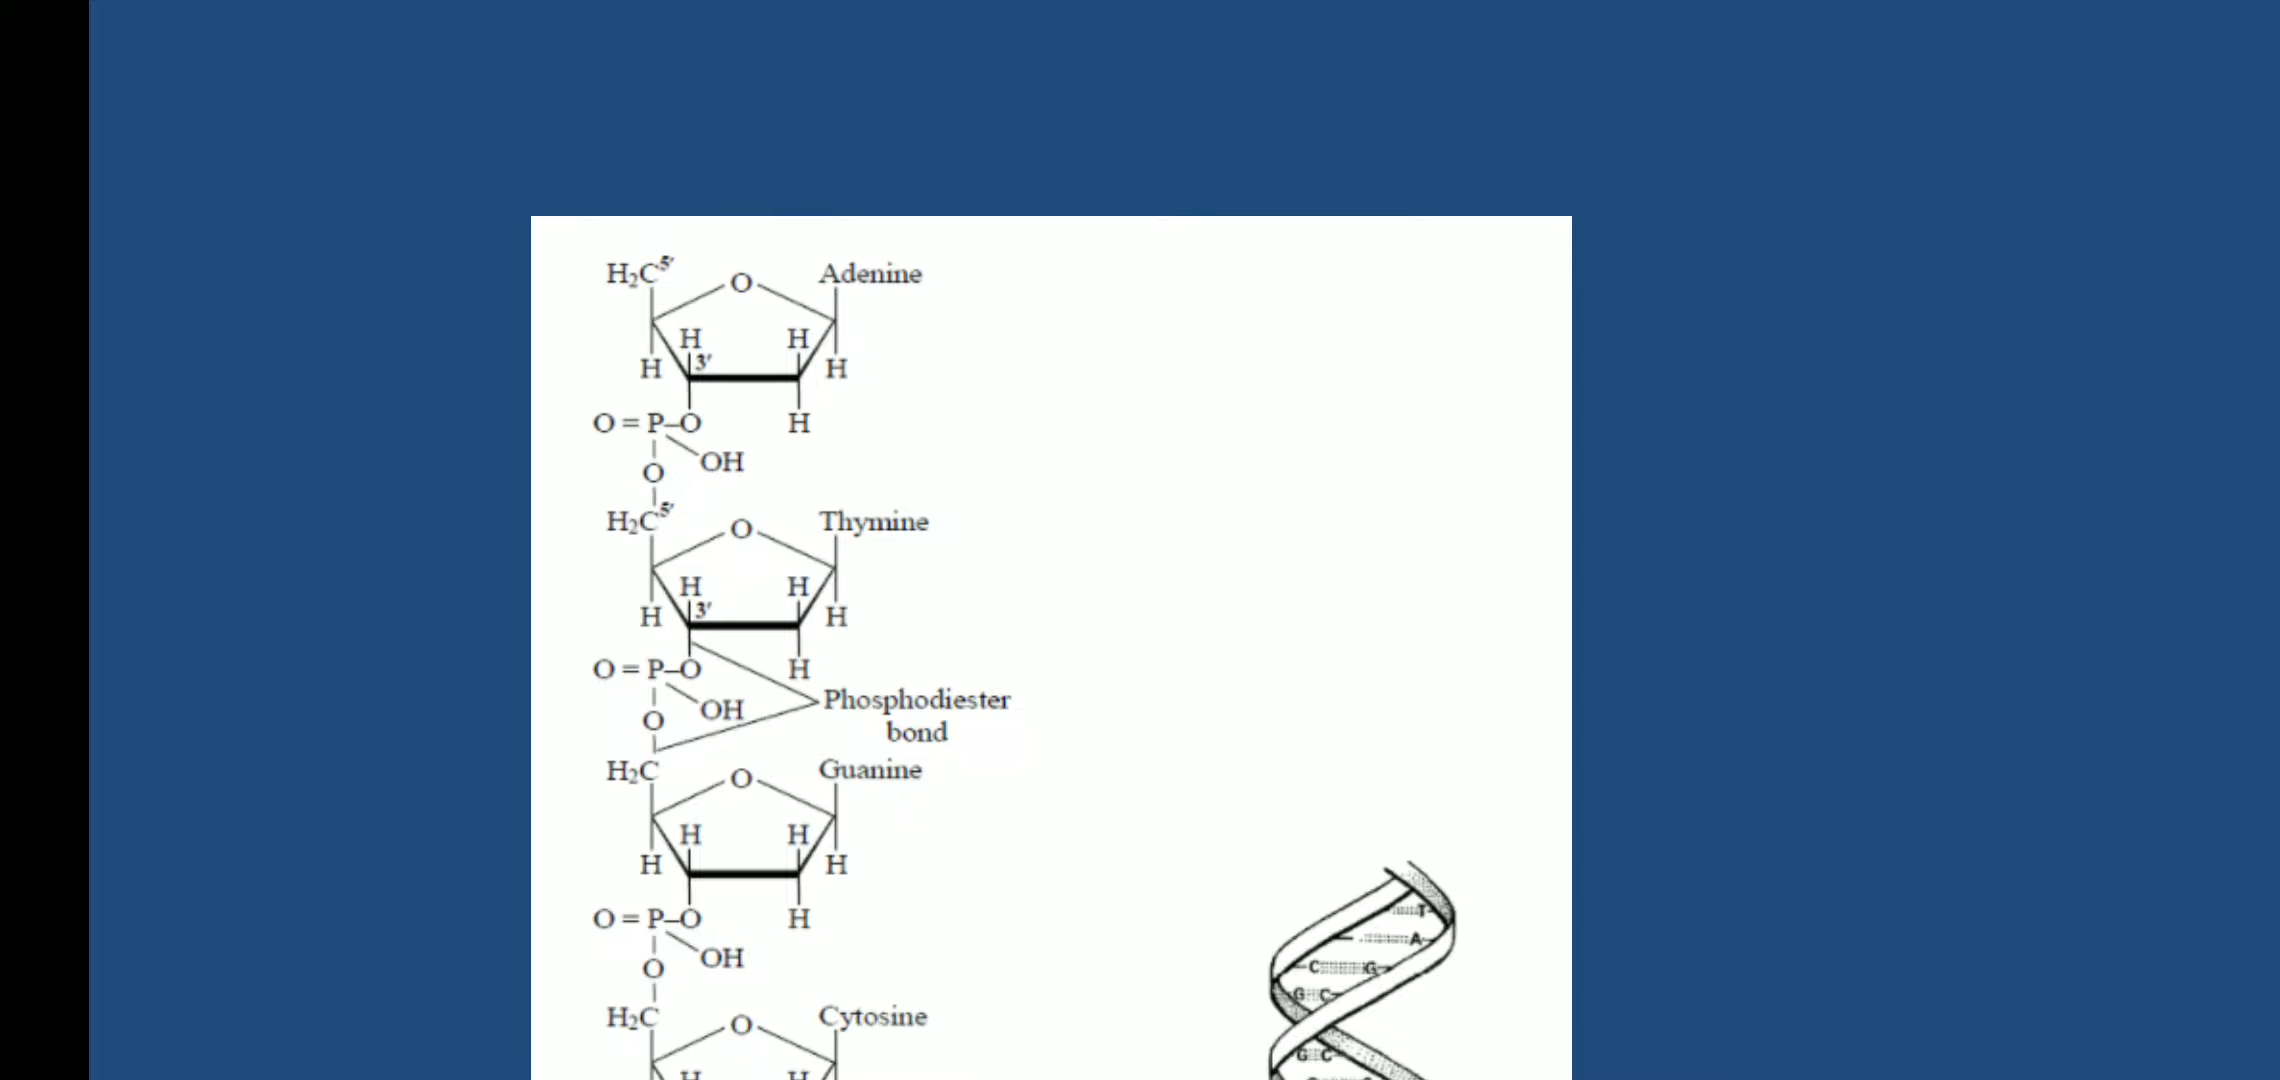 H₂C5′ O Adenine
H H
H 3′ H
O = P–O H
OH
O
H₂C5′ O Thymine
H H
H 3′ H
O = P–O H
Phosphodiester
OH
O
bond
H₂C O Guanine
H H
H H
O = P–O H
OH
O
H₂C O Cytosine
H H
T
A
C G
G C
G C